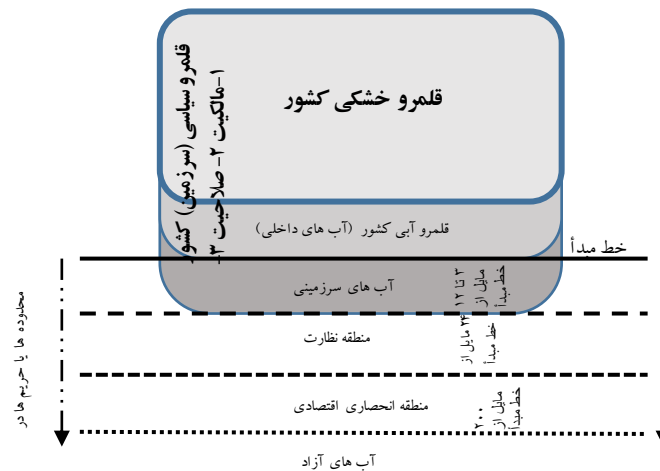 قلمرو سیاسی (سرزمین) کشور
۱-مالکیت ۲- صلاحیت ۳-
قلمرو خشکی کشور
قلمرو آبی کشور (آب های داخلی)
خط مبدأ
آب های سرزمینی
۳ تا ۱۲
مایل از
خط مبدأ
منطقه نظارت
۲۴ مایل از
خط مبدأ
منطقه انحصاری اقتصادی
۲۰۰
مایل از
خط مبدأ
آب های آزاد
محدوده ها یا حریم ها در